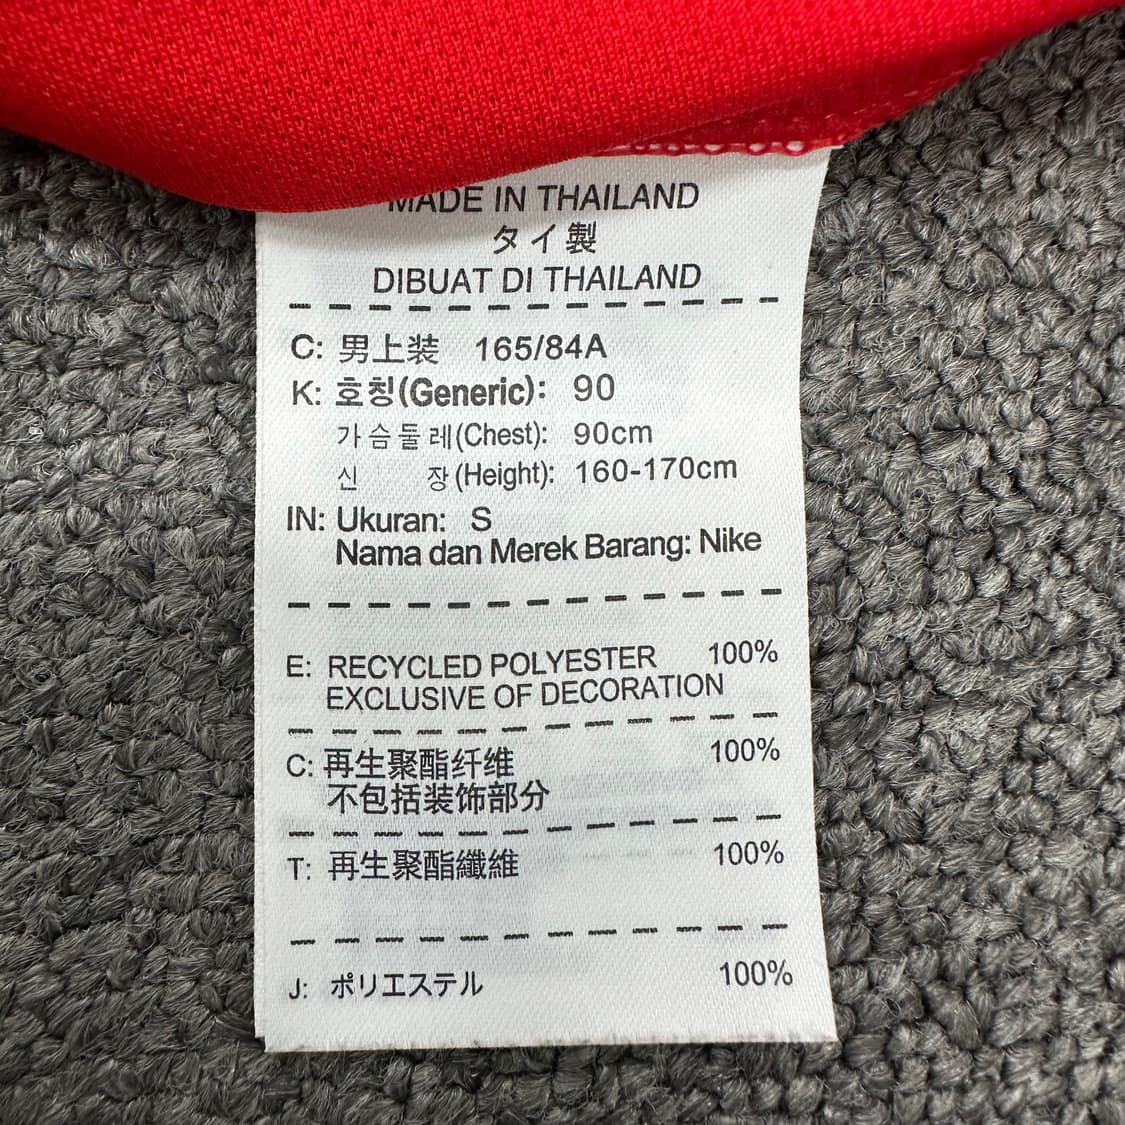 MADE IN THAILAND
タイ製
DIBUAT DI THAILAND
C: 男上装 165/84A
K: 호칭(Generic): 90
가슴둘레(Chest): 90cm
신 장(Height): 160-170cm
IN: Ukuran: S
Nama dan Merek Barang: Nike
E: RECYCLED POLYESTER 100%
EXCLUSIVE OF DECORATION
C: 再生聚酯纤维 100%
不包括装饰部分
T: 再生聚酯纖維 100%
J: ポリエステル 100%